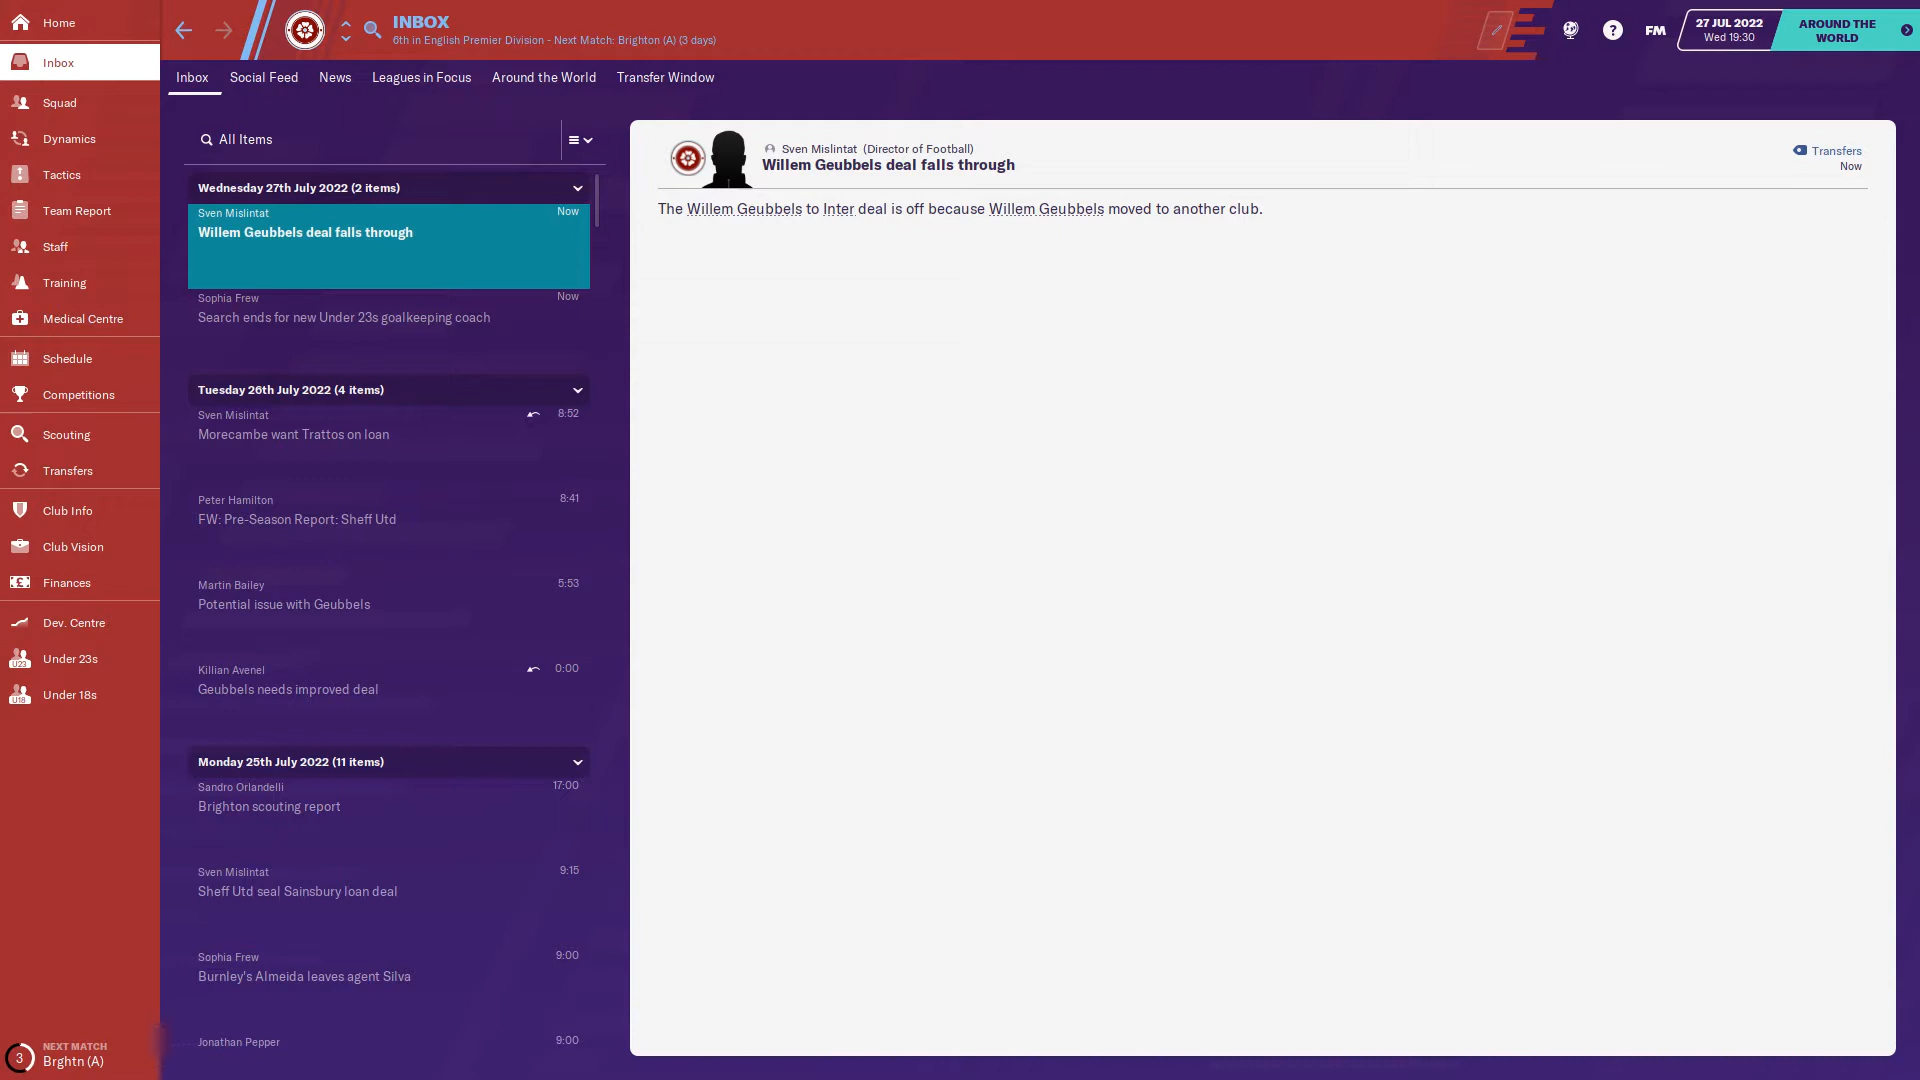 Home
Inbox
Squad
Dynamics
Tactics
Team Report
Staff
Training
Medical Centre
Schedule
Competitions
Scouting
Transfers
Club Info
Club Vision
Finances
Dev. Centre
U23
Under 23s
U18
Under 18s
3
NEXT MATCH
Brghtn (A)
INBOX
6th in English Premier Division - Next Match: Brighton (A) (3 days)
?
FM
27 JUL 2022
Wed 19:30
AROUND THE
WORLD
Inbox
Social Feed
News
Leagues in Focus
Around the World
Transfer Window
All Items
Wednesday 27th July 2022 (2 items)
Sven Mislintat
Now
Willem Geubbels deal falls through
Sophia Frew
Now
Search ends for new Under 23s goalkeeping coach
Tuesday 26th July 2022 (4 items)
Sven Mislintat
8:52
Morecambe want Trattos on loan
Peter Hamilton
8:41
FW: Pre-Season Report: Sheff Utd
Martin Bailey
5:53
Potential issue with Geubbels
Killian Avenel
0:00
Geubbels needs improved deal
Monday 25th July 2022 (11 items)
Sandro Orlandelli
17:00
Brighton scouting report
Sven Mislintat
9:15
Sheff Utd seal Sainsbury loan deal
Sophia Frew
9:00
Burnley's Almeida leaves agent Silva
Jonathan Pepper
9:00
Sven Mislintat (Director of Football)
Willem Geubbels deal falls through
Transfers
Now
The Willem Geubbels to Inter deal is off because Willem Geubbels moved to another club.